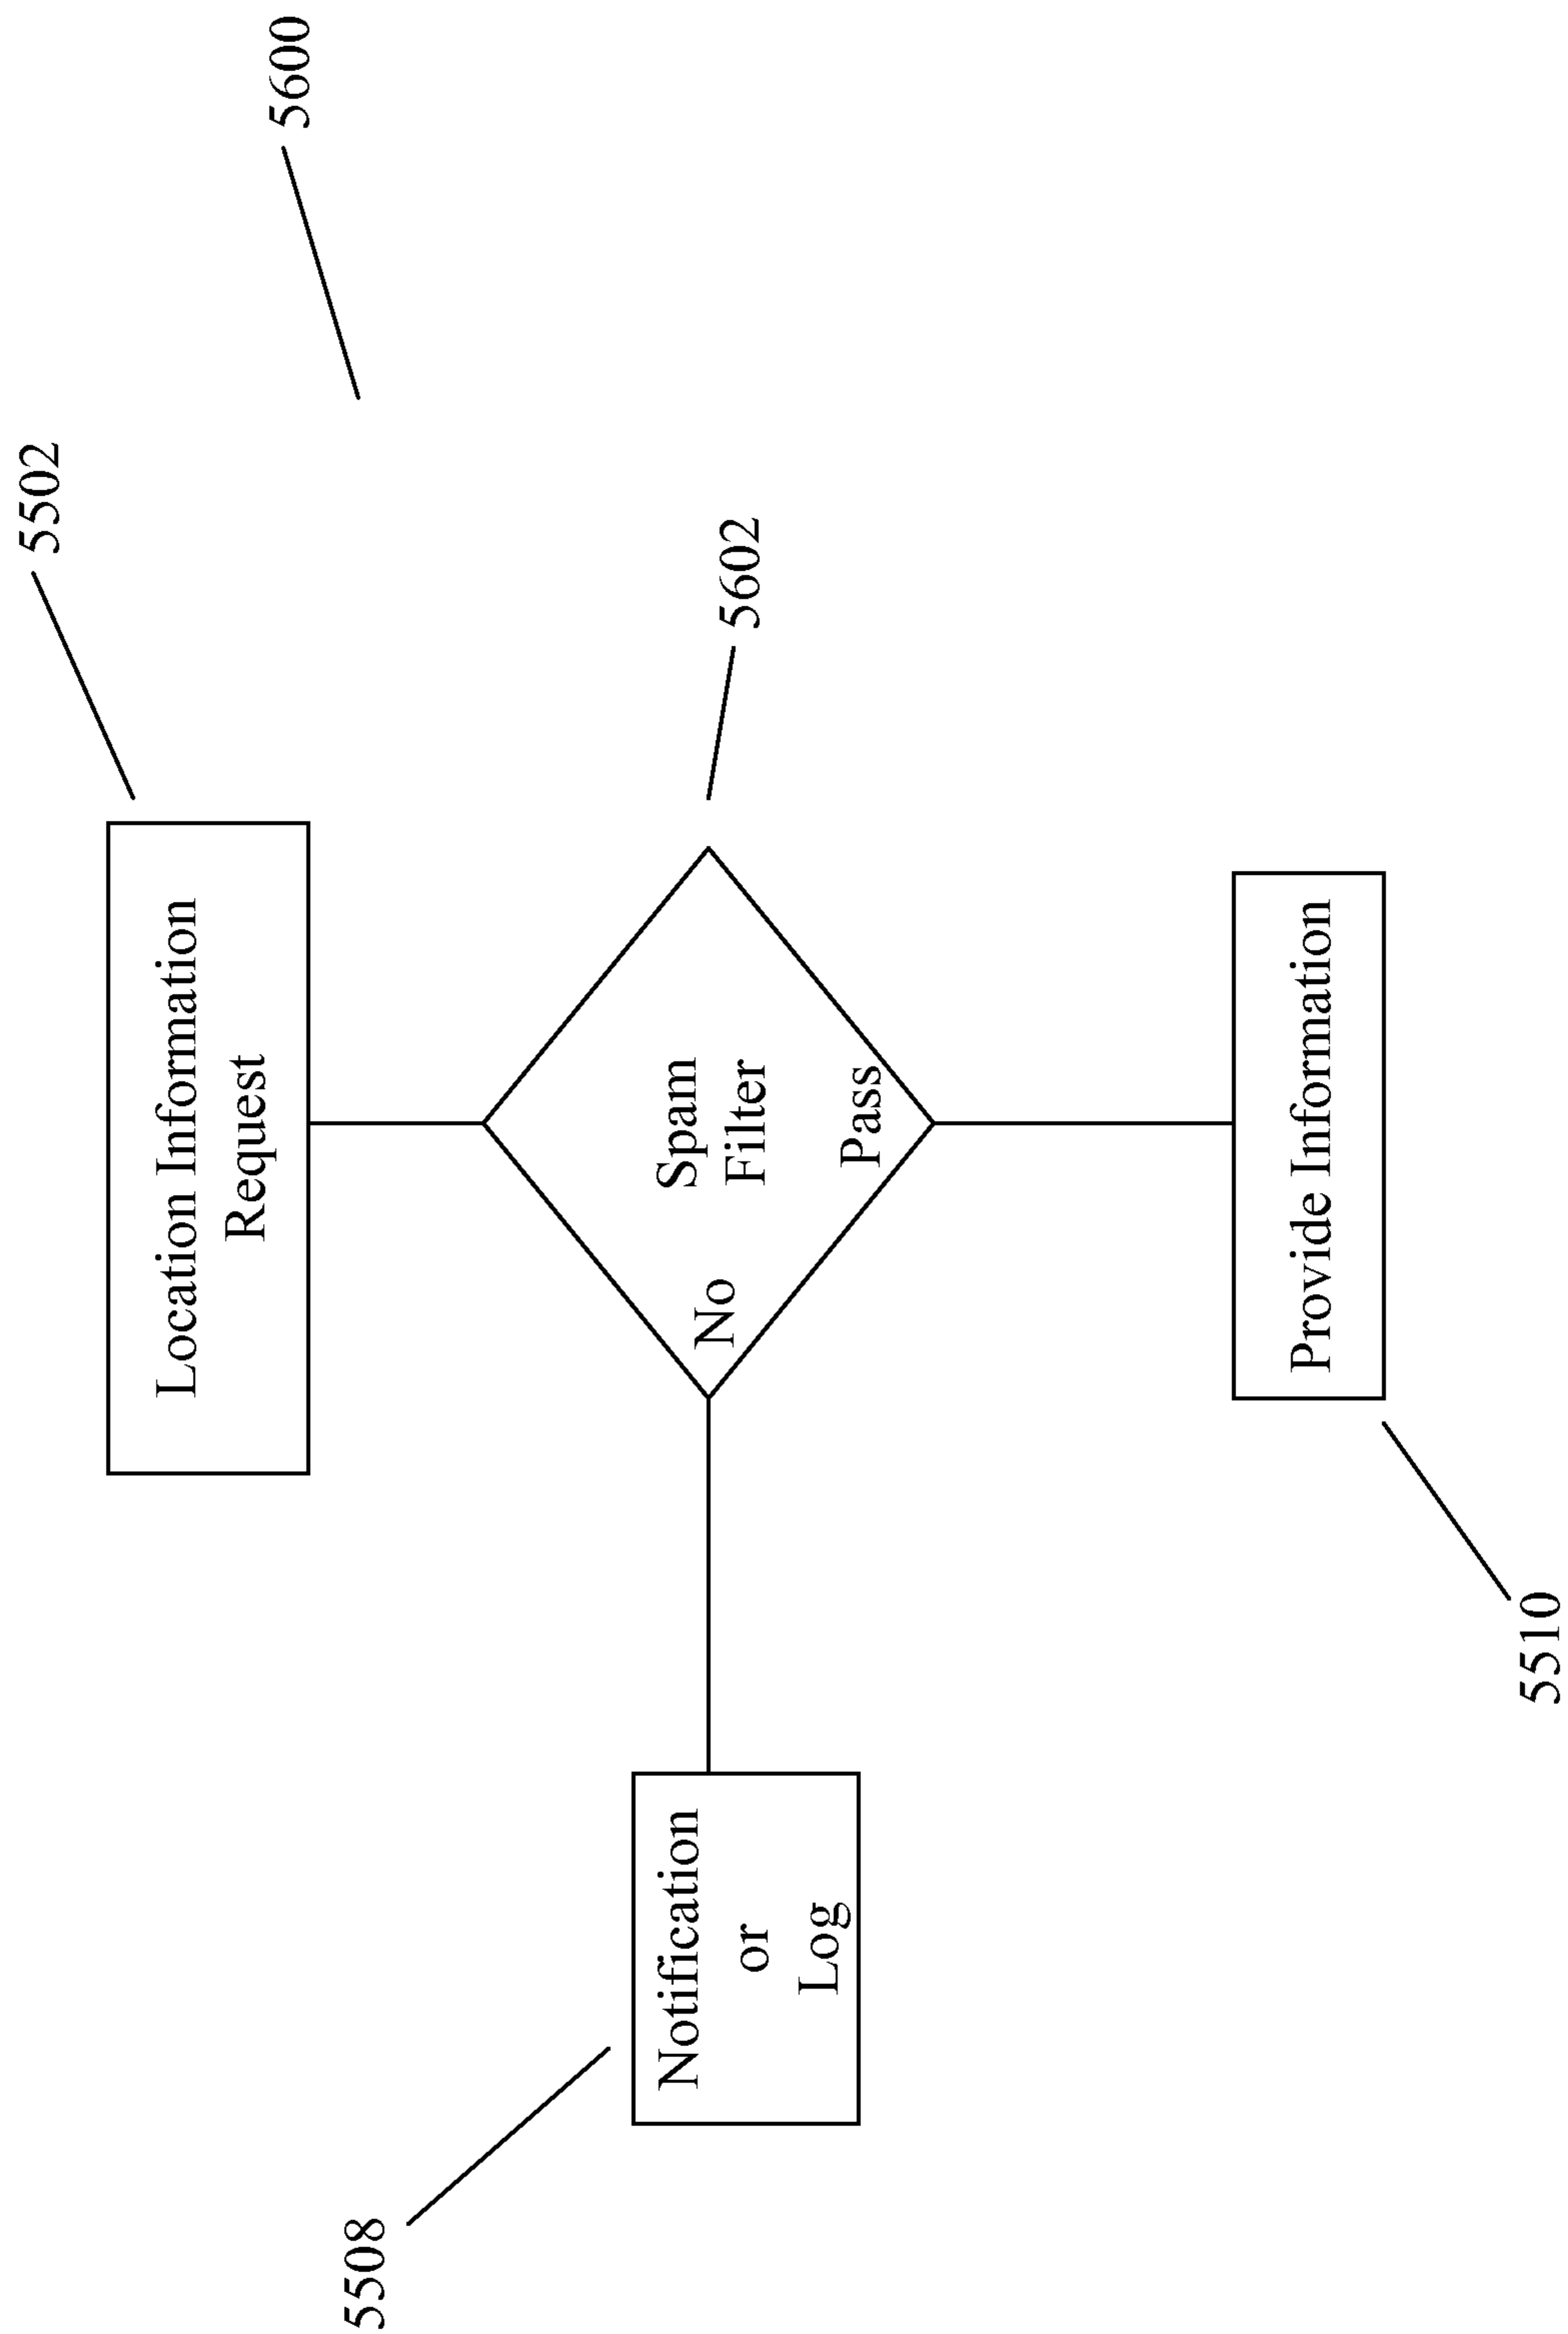 5600
5502
Location Information
Request
5602
Spam
Filter
No
Pass
5508
Notification
or
Log
Provide Information
5510